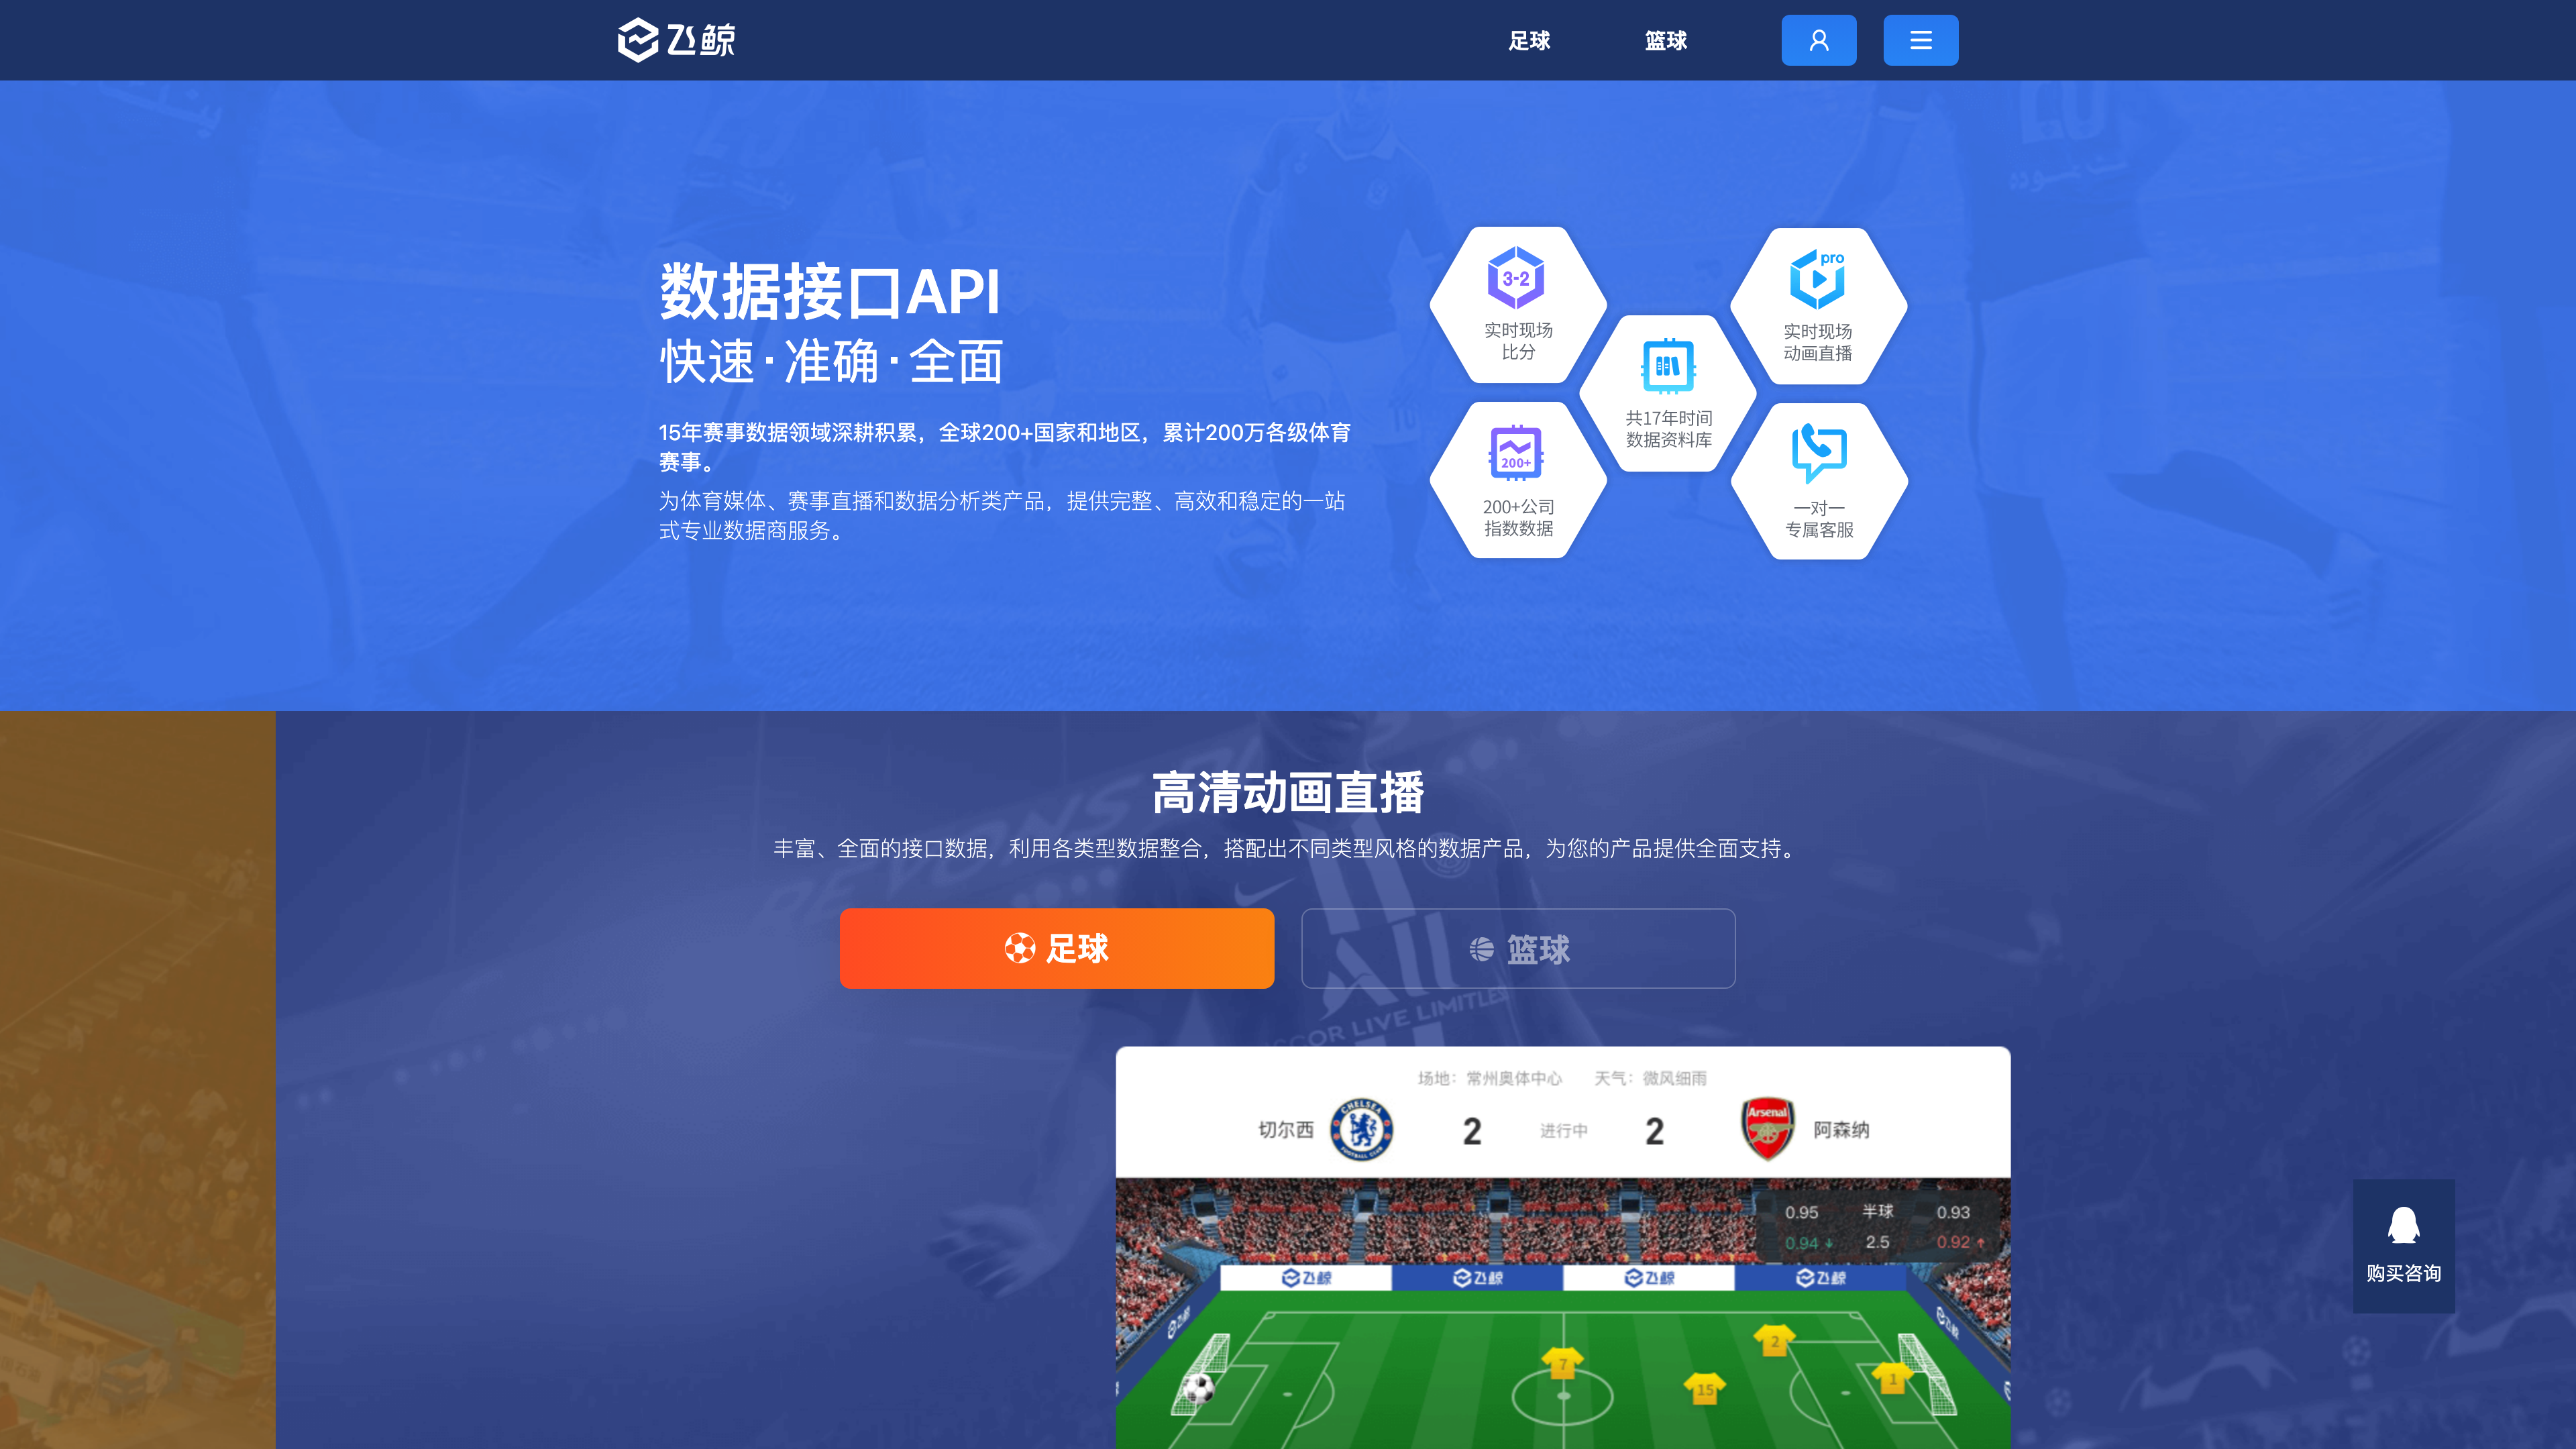 飞鲸
足球
篮球
数据接口API
快速·准确·全面
15年赛事数据领域深耕积累，全球200+国家和地区，累计200万各级体育
赛事。
为体育媒体、赛事直播和数据分析类产品，提供完整、高效和稳定的一站
式专业数据商服务。
3-2
实时现场
比分
pro
实时现场
动画直播
共17年时间
数据资料库
200+
200+公司
指数数据
一对一
专属客服
高清动画直播
丰富、全面的接口数据，利用各类型数据整合，搭配出不同类型风格的数据产品，为您的产品提供全面支持。
足球
篮球
ALL
ACCOR LIVE LIMITLESS
场地：常州奥体中心 天气：微风细雨
切尔西
CHELSEA
FOOTBALL CLUB
2
进行中
2
Arsenal
阿森纳
0.95 半球 0.93
0.94 2.5 0.92
飞鲸 飞鲸 飞鲸 飞鲸
飞鲸
飞鲸
2
7
15
1
购买咨询